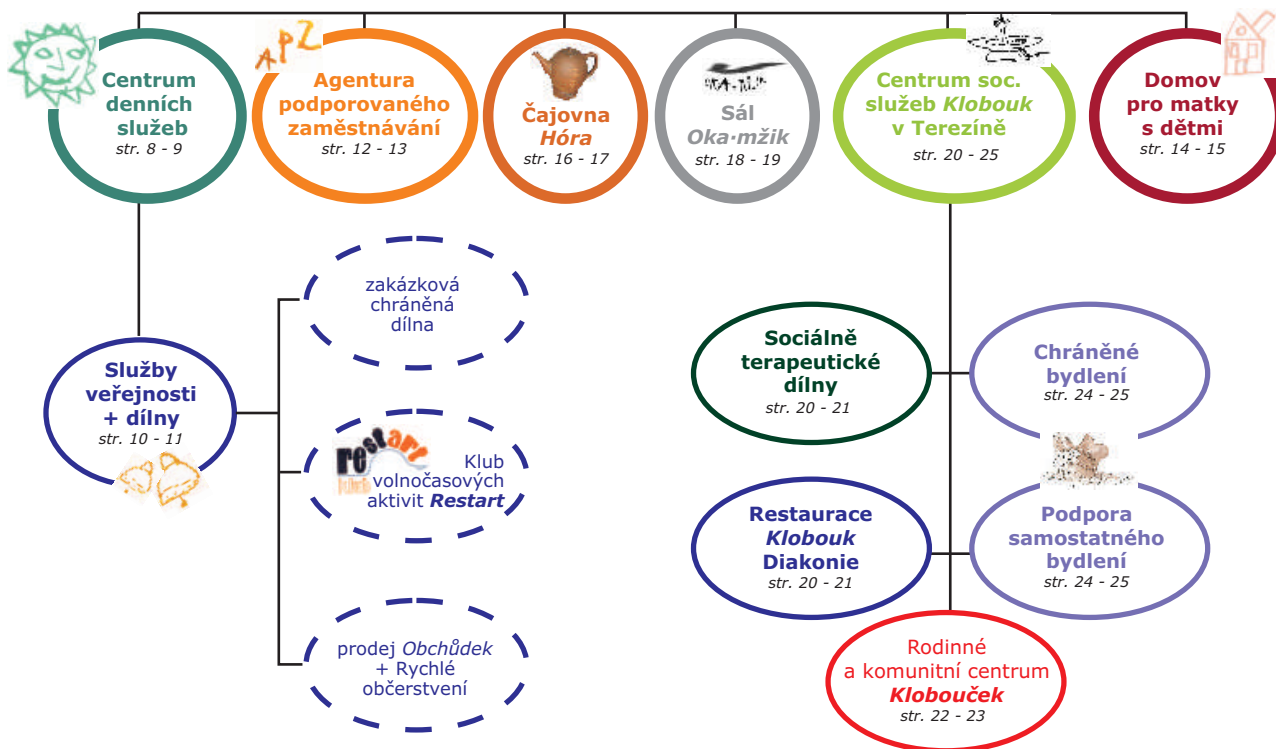 APZ
Centrum
denních
služeb
str. 8 - 9
Agentura
podporovaného
zaměstnávání
str. 12 - 13
Čajovna
Hóra
str. 16 - 17
Sál
Oka·mžik
str. 18 - 19
Centrum soc.
služeb Klobouk
v Terezíně
str. 20 - 25
Domov
pro matky
s dětmi
str. 14 - 15
Služby
veřejnosti
+ dílny
str. 10 - 11
zakázková
chráněná
dílna
restart
klub
Klub
volnočasových
aktivit Restart
prodej Obchůdek
+ Rychlé
občerstvení
Sociálně
terapeutické
dílny
str. 20 - 21
Chráněné
bydlení
str. 24 - 25
Restaurace
Klobouk
Diakonie
str. 20 - 21
Podpora
samostatného
bydlení
str. 24 - 25
Rodinné
a komunitní centrum
Klobouček
str. 22 - 23